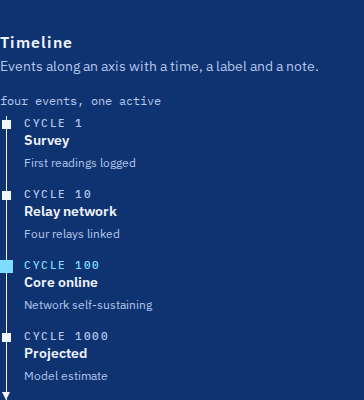 Timeline
Events along an axis with a time, a label and a note.
four events, one active
CYCLE 1
Survey
First readings logged
CYCLE 10
Relay network
Four relays linked
CYCLE 100
Core online
Network self-sustaining
CYCLE 1000
Projected
Model estimate